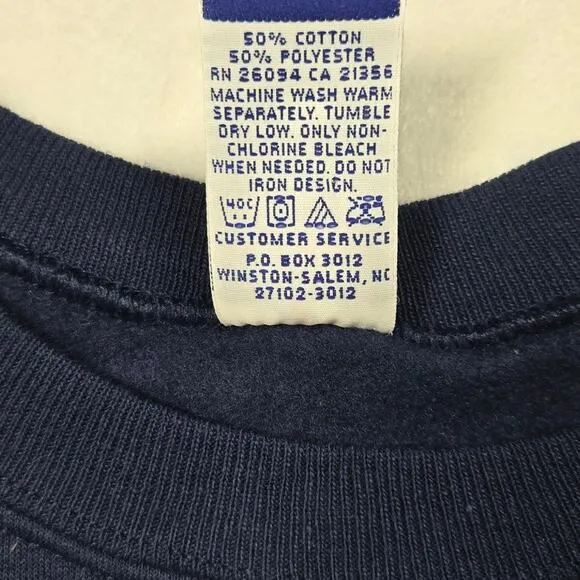 50% COTTON
50% POLYESTER
RN 26094 CA 21356
MACHINE WASH WARM
SEPARATELY. TUMBLE
DRY LOW. ONLY NON-
CHLORINE BLEACH
WHEN NEEDED. DO NOT
IRON DESIGN.
40C
CUSTOMER SERVICE
P.O. BOX 3012
WINSTON-SALEM, NC
27102-3012